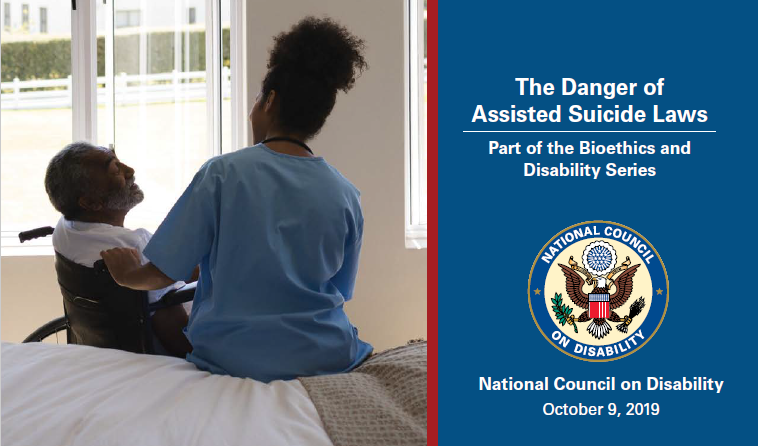 The Danger of
Assisted Suicide Laws
Part of the Bioethics and
Disability Series
NATIONAL COUNCIL
ON DISABILITY
National Council on Disability
October 9, 2019